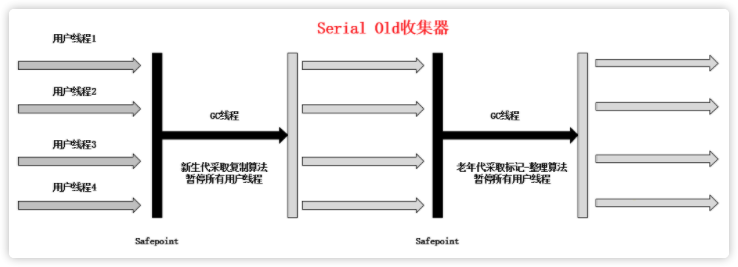 Serial Old收集器
用户线程1
用户线程2
用户线程3
用户线程4
GC线程
新生代采取复制算法
暂停所有用户线程
GC线程
老年代采取标记-整理算法
暂停所有用户线程
Safepoint
Safepoint